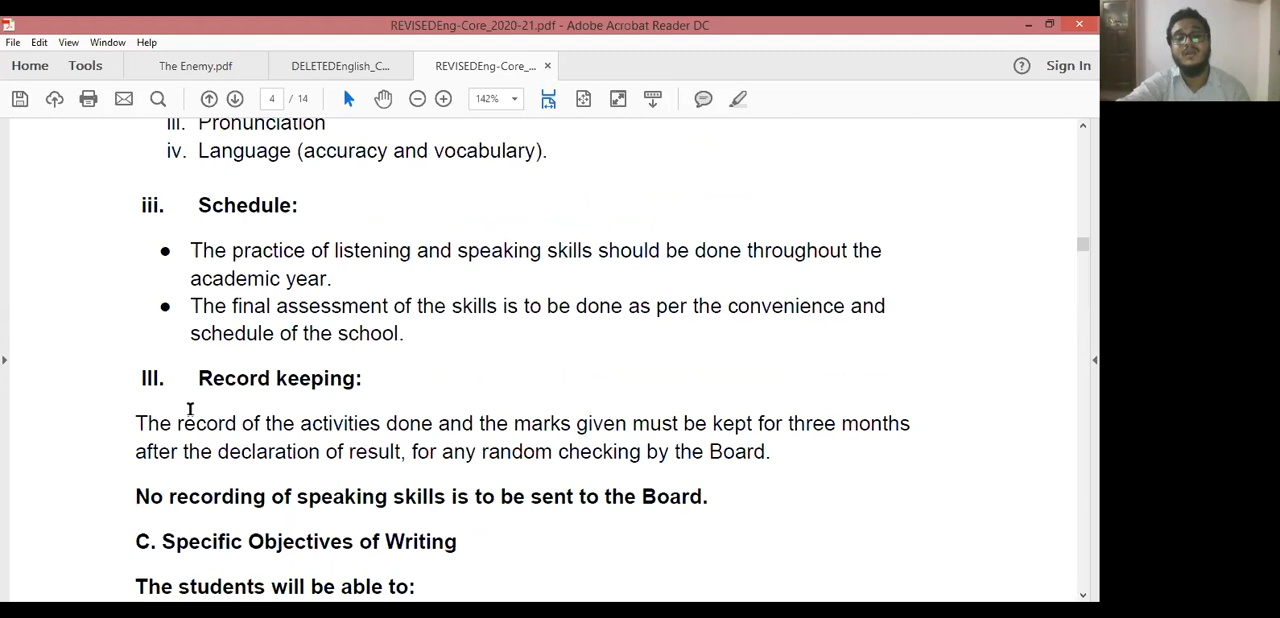 REVISEDEng-Core_2020-21.pdf - Adobe Acrobat Reader DC
File Edit View Window Help
Home Tools The Enemy.pdf DELETEDEnglish_C... REVISEDEng-Core_... × ? Sign In
4 / 14 142%
iii. Pronunciation
iv. Language (accuracy and vocabulary).
iii. Schedule:
● The practice of listening and speaking skills should be done throughout the
academic year.
● The final assessment of the skills is to be done as per the convenience and
schedule of the school.
III. Record keeping:
The record of the activities done and the marks given must be kept for three months
after the declaration of result, for any random checking by the Board.
No recording of speaking skills is to be sent to the Board.
C. Specific Objectives of Writing
The students will be able to: